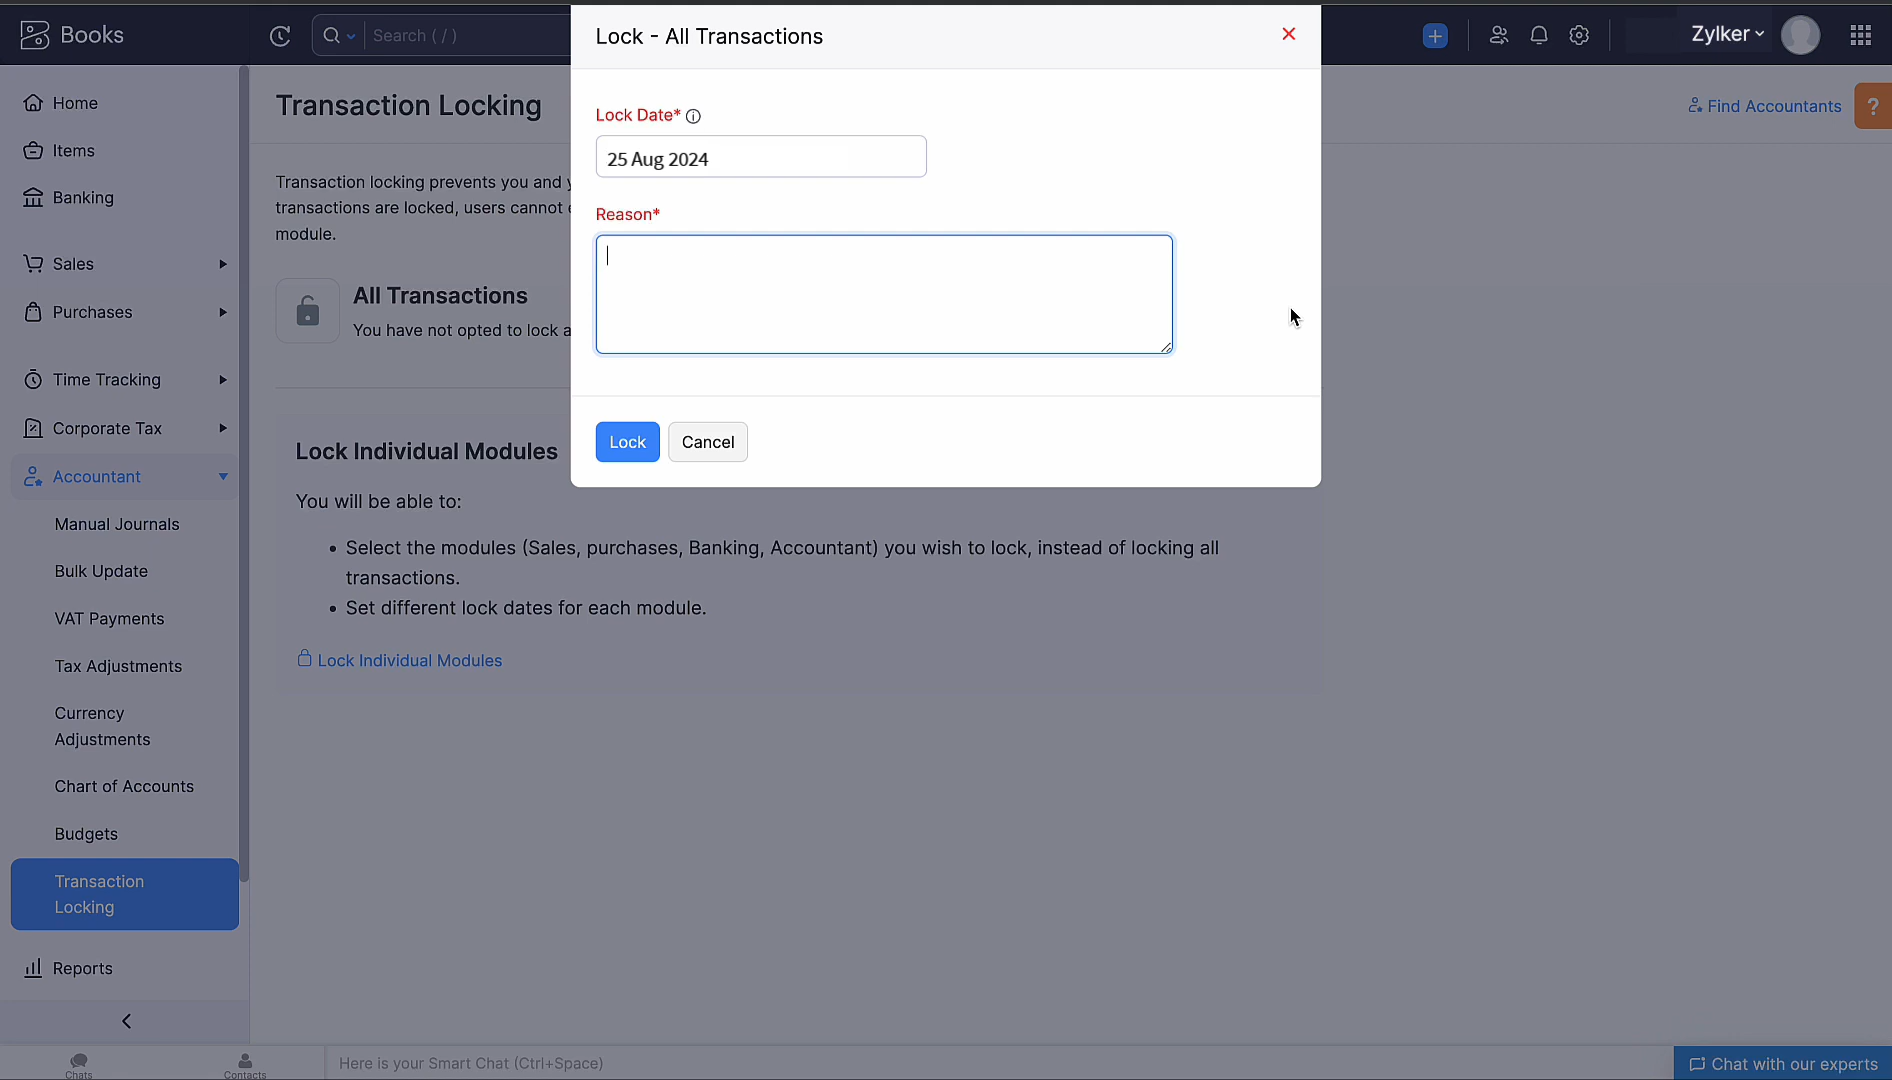 Books
Search ( / )
Lock - All Transactions
Zylker
Home
Items
Banking
Sales
Purchases
Time Tracking
Corporate Tax
Accountant
Manual Journals
Bulk Update
VAT Payments
Tax Adjustments
Currency
Adjustments
Chart of Accounts
Budgets
Transaction
Locking
Reports
Transaction Locking
Find Accountants
?
Transaction locking prevents you and
transactions are locked, users cannot
module.
All Transactions
You have not opted to lock
Lock Date*
25 Aug 2024
Reason*
Lock
Cancel
Lock Individual Modules
You will be able to:
• Select the modules (Sales, purchases, Banking, Accountant) you wish to lock, instead of locking all
transactions.
• Set different lock dates for each module.
Lock Individual Modules
Chats
Contacts
Here is your Smart Chat (Ctrl+Space)
Chat with our experts